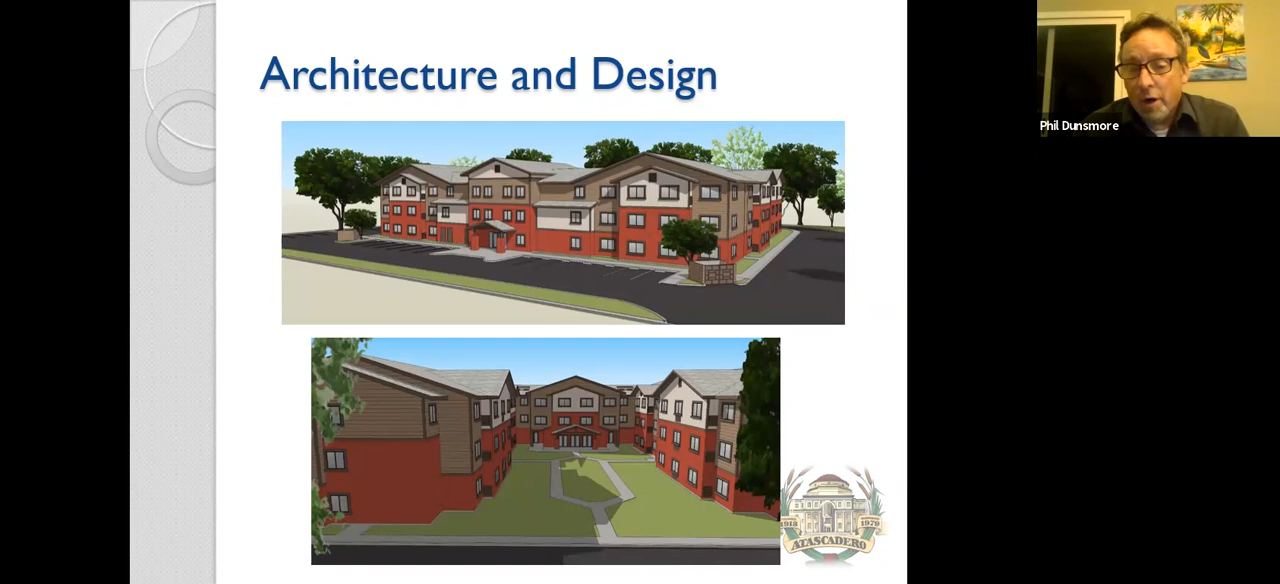 Architecture and Design
Phil Dunsmore
1913
1979
ATASCADERO